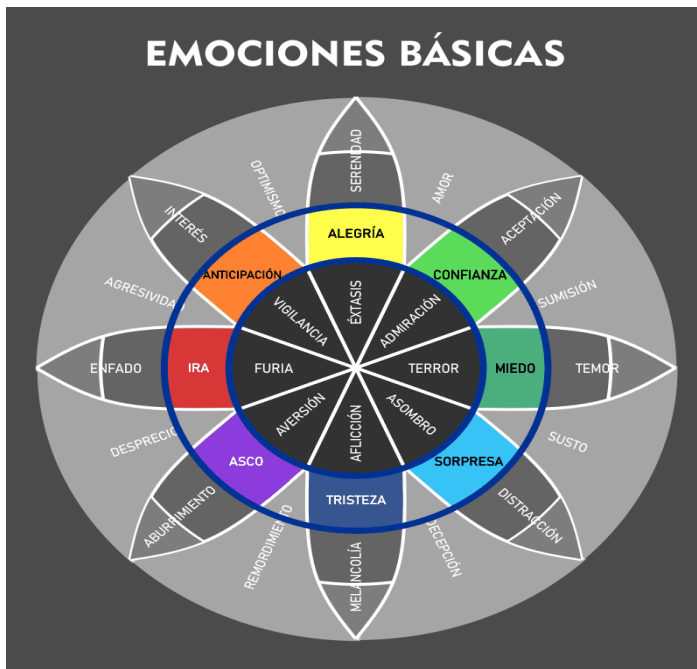 EMOCIONES BÁSICAS
SERENIDAD
OPTIMISMO
AMOR
INTERÉS
ACEPTACIÓN
ALEGRÍA
ANTICIPACIÓN
CONFIANZA
AGRESIVIDAD
SUMISIÓN
VIGILANCIA
ÉXTASIS
ADMIRACIÓN
ENFADO
IRA
FURIA
TERROR
MIEDO
TEMOR
AVERSIÓN
AFLICCIÓN
ASOMBRO
DESPRECIO
SUSTO
ASCO
SORPRESA
TRISTEZA
ABURRIMIENTO
DISTRACCIÓN
REMORDIMIENTO
DECEPCIÓN
MELANCOLÍA